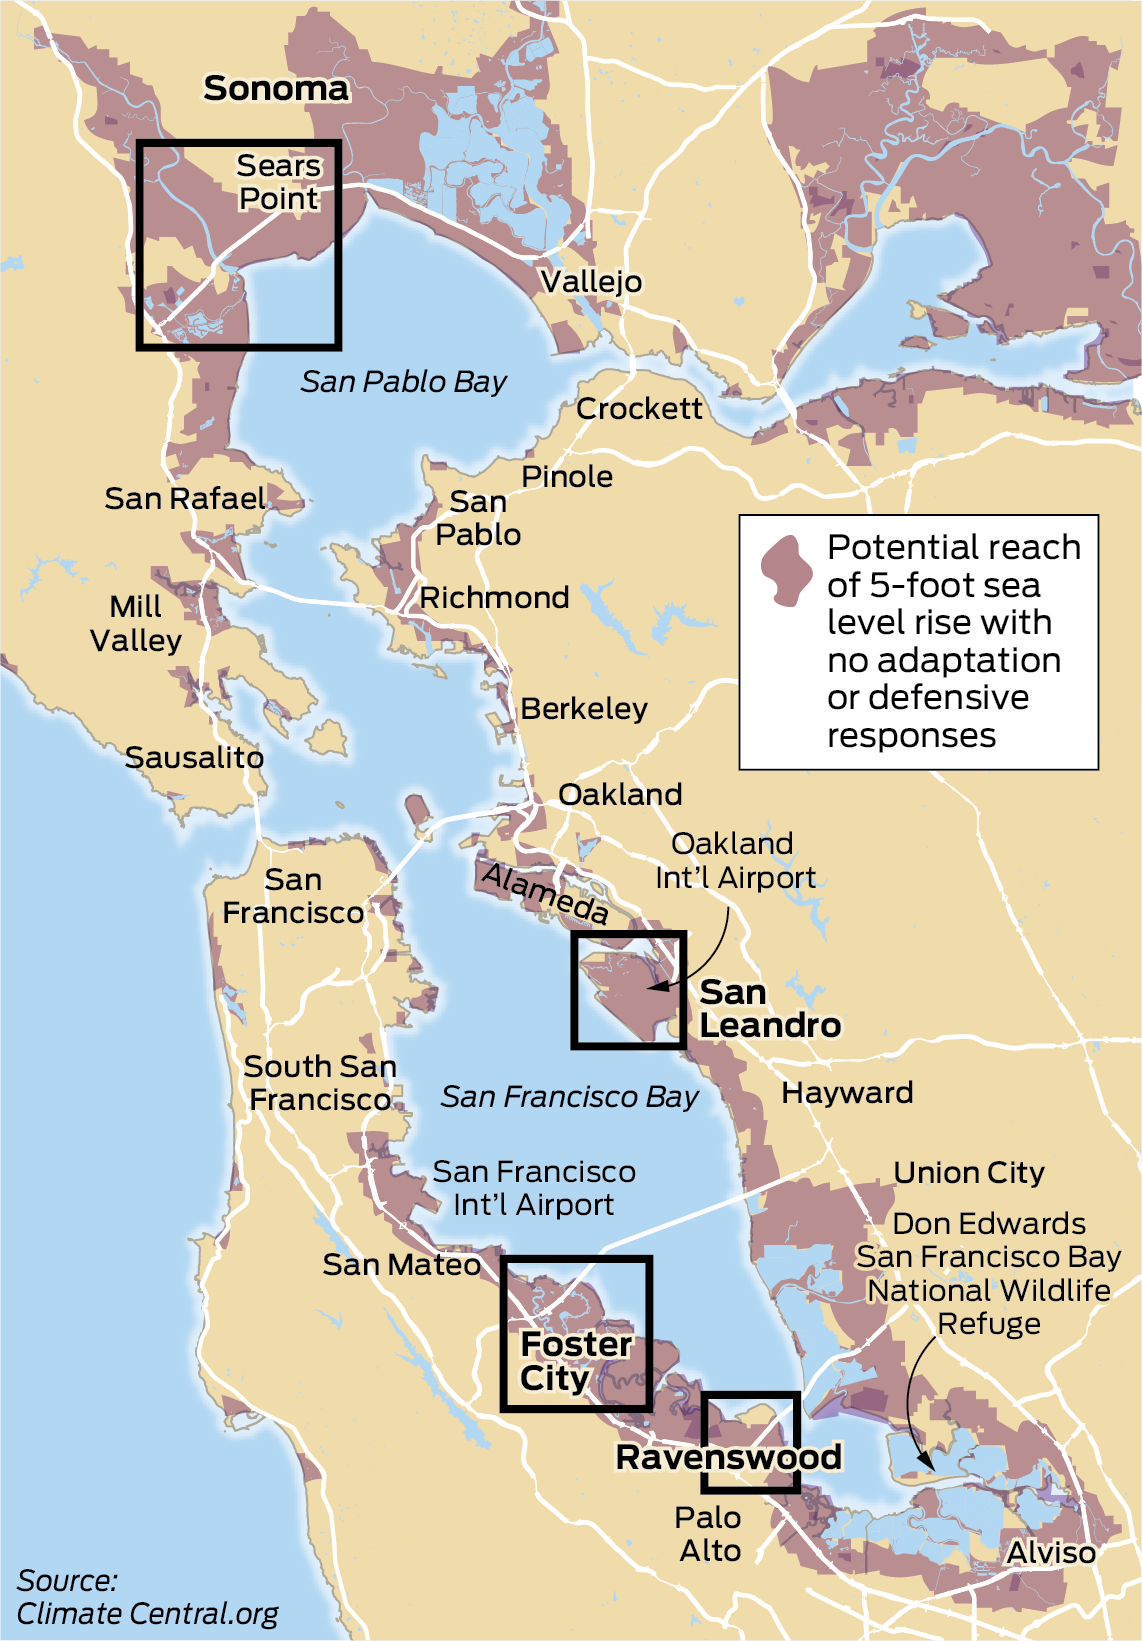 Sonoma
Sears
Point
Vallejo
San Pablo Bay
Crockett
Pinole
San Rafael
San
Pablo
Potential reach
of 5-foot sea
level rise with
no adaptation
or defensive
responses
Richmond
Mill
Valley
Berkeley
Sausalito
Oakland
Oakland
Int'l Airport
San
Francisco
Alameda
San
Leandro
South San
Francisco
San Francisco Bay
Hayward
San Francisco
Int'l Airport
Union City
Don Edwards
San Francisco Bay
National Wildlife
Refuge
San Mateo
Foster
City
Ravenswood
Palo
Alto
Alviso
Source:
Climate Central.org